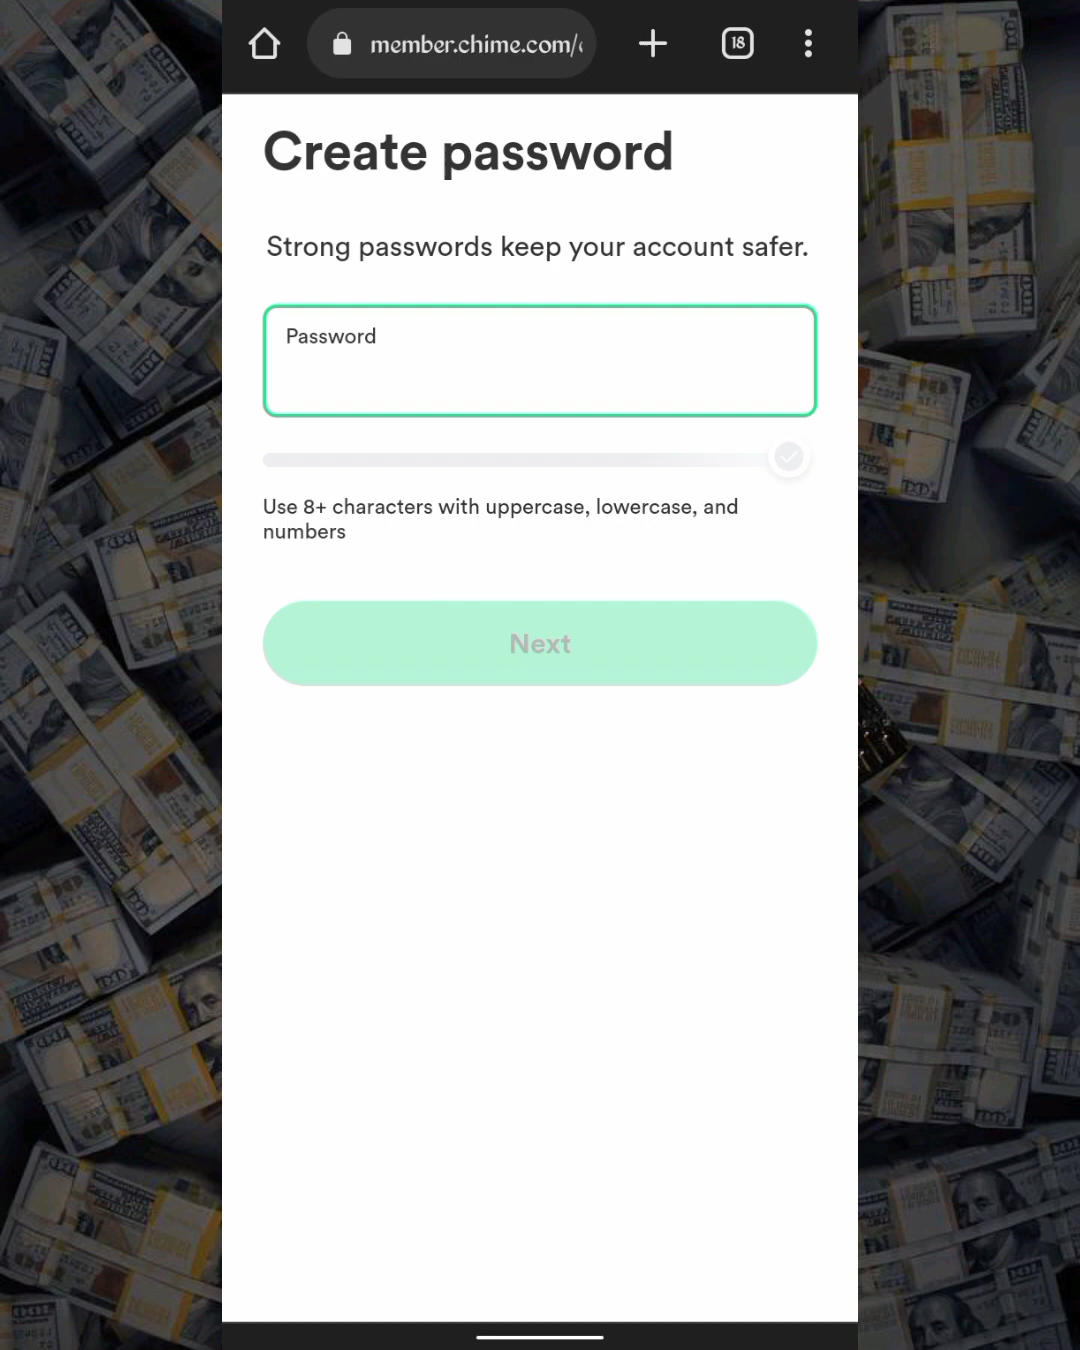 member.chime.com/
18
Create password
Strong passwords keep your account safer.
Password
Use 8+ characters with uppercase, lowercase, and
numbers
Next